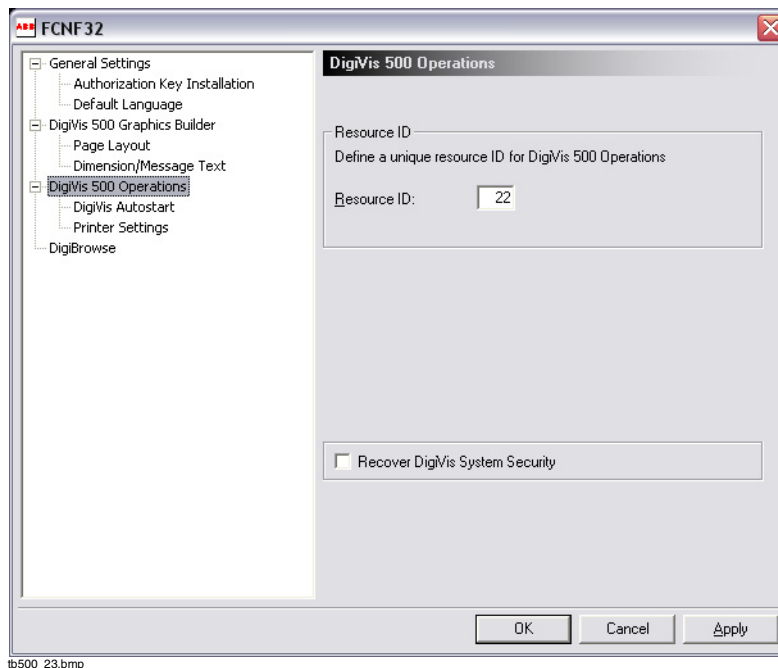 ABB FCNF32
General Settings
Authorization Key Installation
Default Language
DigiVis 500 Graphics Builder
Page Layout
Dimension/Message Text
DigiVis 500 Operations
DigiVis Autostart
Printer Settings
DigiBrowse
DigiVis 500 Operations
Resource ID
Define a unique resource ID for DigiVis 500 Operations
Resource ID: 22
Recover DigiVis System Security
OK Cancel Apply
tb500_23.bmp